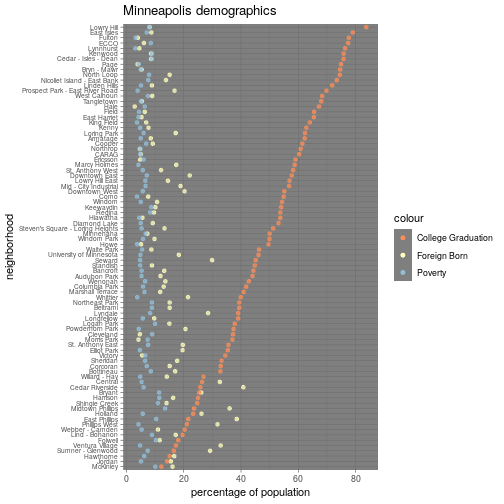 Minneapolis demographics
Lowry Hill
East Isles
Fulton
ECCO
Lynnhurst
Kenwood
Cedar - Isles - Dean
Page
Bryn - Mawr
North Loop
Nicollet Island - East Bank
Linden Hills
Prospect Park - East River Road
West Calhoun
Tangletown
Hale
Field
East Harriet
King Field
Kenny
Loring Park
Armatage
Cooper
Northrop
CARAG
Ericsson
Marcy Holmes
St. Anthony West
Downtown East
Lowry Hill East
Mid - City Industrial
Downtown West
Como
Windom
Keewaydin
Regina
Hiawatha
Diamond Lake
Steven's Square - Loring Heights
Minnehaha
Windom Park
Howe
Waite Park
University of Minnesota
Seward
Standish
Bancroft
Audubon Park
Wenonah
Columbia Park
Marshall Terrace
Whittier
Northeast Park
Beltrami
Lyndale
Longfellow
Logan Park
Powderhorn Park
Cleveland
Morris Park
St. Anthony East
Elliot Park
Victory
Sheridan
Corcoran
Bottineau
Willard - Hay
Central
Cedar Riverside
Bryant
Harrison
Shingle Creek
Midtown Phillips
Holland
East Phillips
Phillips West
Webber - Camden
Lind - Bohanon
Folwell
Ventura Village
Sumner - Glenwood
Hawthorne
Jordan
McKinley
neighborhood
0
20
40
60
80
percentage of population
colour
College Graduation
Foreign Born
Poverty